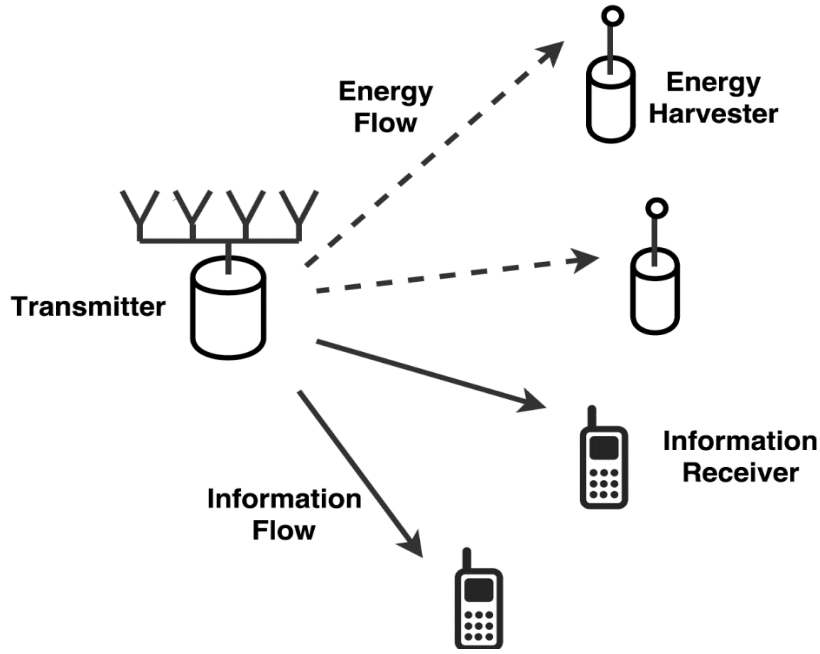 Energy
Flow
Energy
Harvester
Transmitter
Information
Receiver
Information
Flow